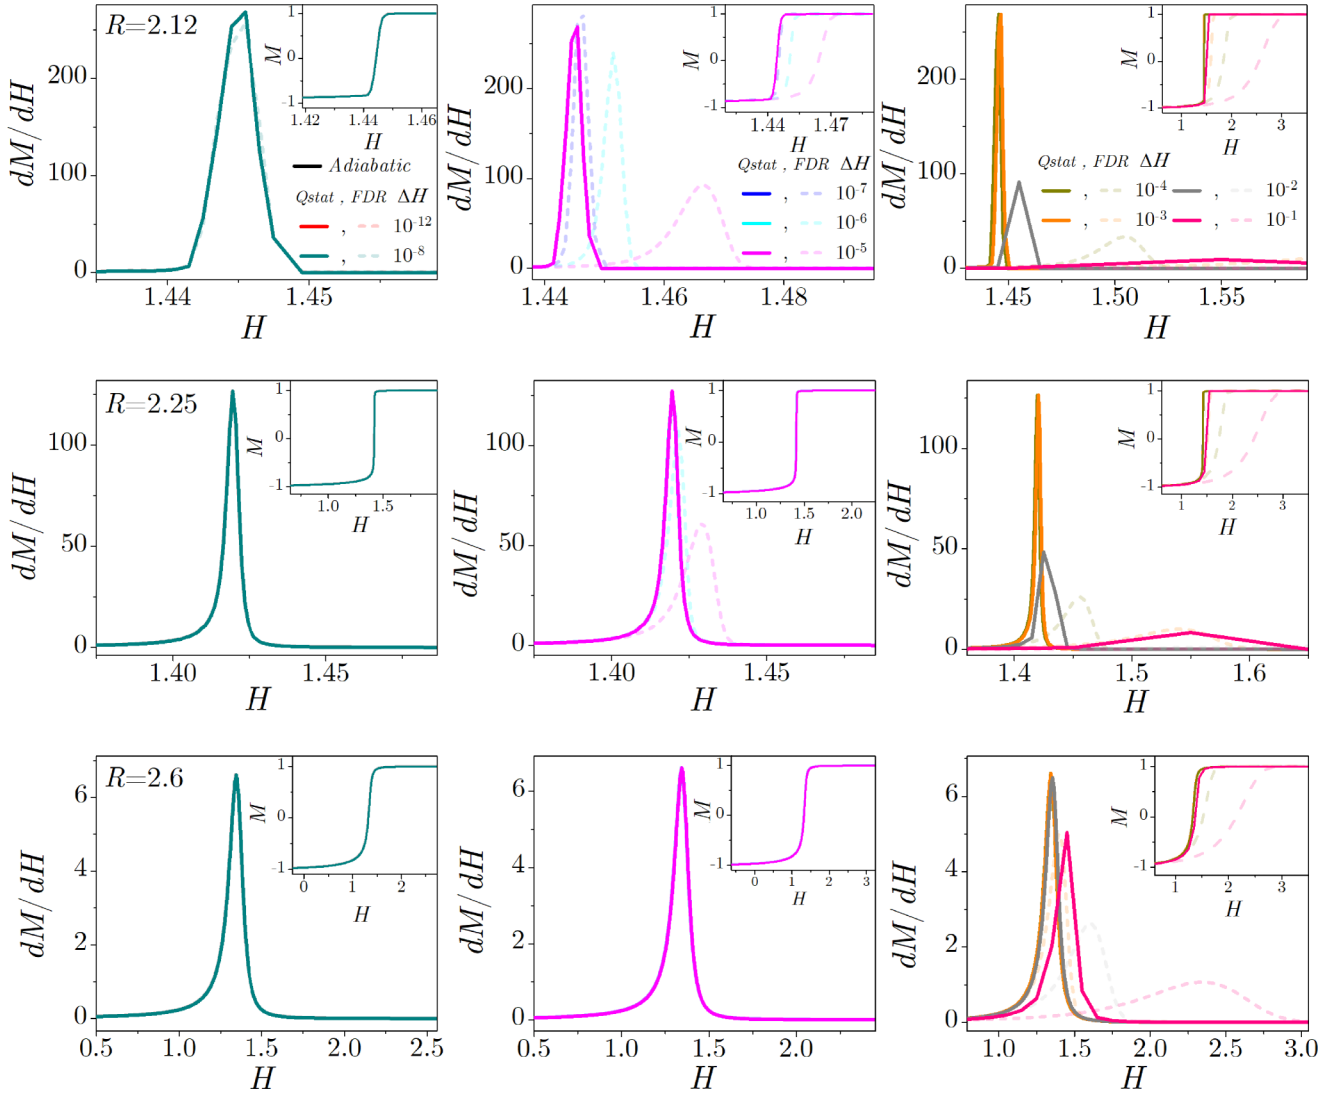 R=2.12
dM/dH
200
100
0
1.44
1.45
H
M
1
0
-1
1.42
1.44
1.46
H
Adiabatic
Qstat , FDR ΔH
, 10⁻¹²
, 10⁻⁸
dM/dH
200
100
0
1.44
1.46
1.48
H
M
1
0
-1
1.44
1.47
H
Qstat , FDR ΔH
, 10⁻⁷
, 10⁻⁶
, 10⁻⁵
dM/dH
200
100
0
1.45
1.50
1.55
H
M
1
0
-1
1
2
3
H
Qstat , FDR ΔH
, 10⁻⁴ , 10⁻²
, 10⁻³ , 10⁻¹
R=2.25
dM/dH
100
50
0
1.40
1.45
H
M
1
0
-1
1.0
1.5
H
dM/dH
100
50
0
1.40
1.45
H
M
1
0
-1
1.0
1.5
2.0
H
dM/dH
100
50
0
1.4
1.5
1.6
H
M
1
0
-1
1
2
3
H
R=2.6
dM/dH
6
4
2
0
0.5
1.0
1.5
2.0
2.5
H
M
1
0
-1
0
1
2
H
dM/dH
6
4
2
0
0.5
1.0
1.5
2.0
H
M
1
0
-1
0
1
2
3
H
dM/dH
6
4
2
0
1.0
1.5
2.0
2.5
3.0
H
M
1
0
-1
1
2
3
H